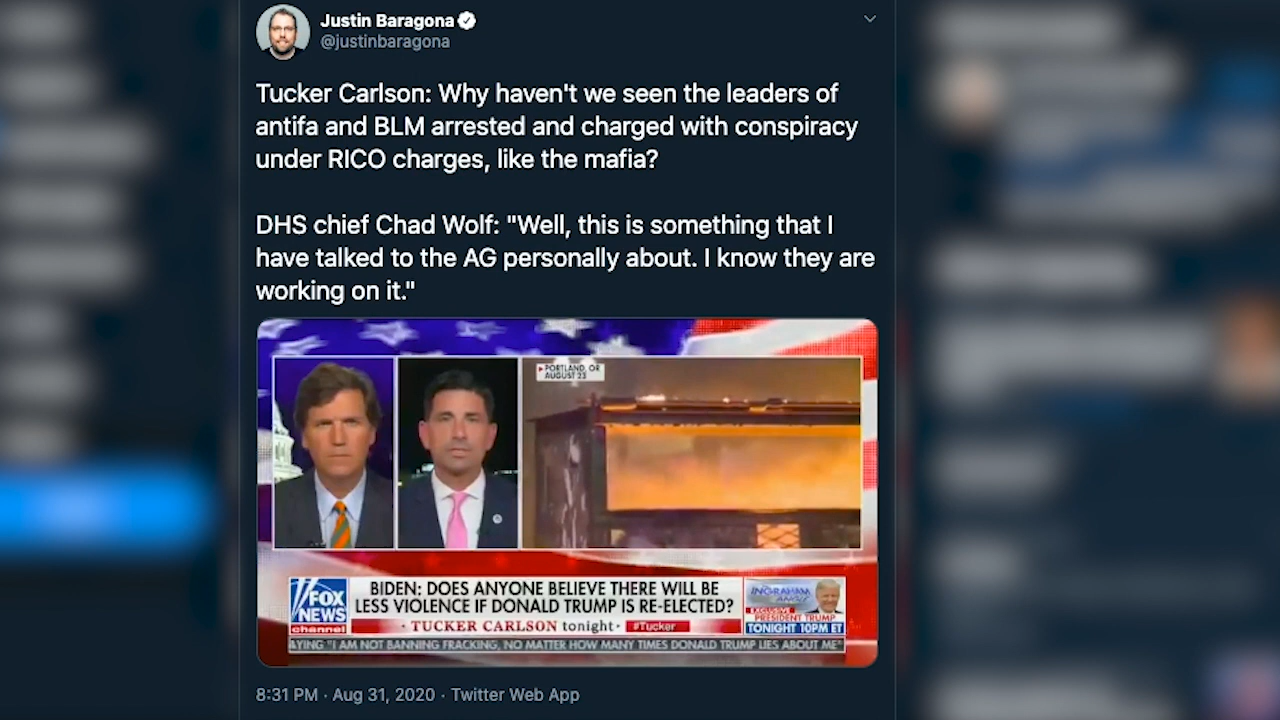 Justin Baragona
@justinbaragona
Tucker Carlson: Why haven't we seen the leaders of
antifa and BLM arrested and charged with conspiracy
under RICO charges, like the mafia?
DHS chief Chad Wolf: "Well, this is something that I
have talked to the AG personally about. I know they are
working on it."
PORTLAND, OR
AUGUST 23
FOX
NEWS
channel
BIDEN: DOES ANYONE BELIEVE THERE WILL BE
LESS VIOLENCE IF DONALD TRUMP IS RE-ELECTED?
TUCKER CARLSON tonight #Tucker
INGRAHAM
ANGLE
EXCLUSIVE
PRESIDENT TRUMP
TONIGHT 10PM ET
AYING "I AM NOT BANNING FRACKING, NO MATTER HOW MANY TIMES DONALD TRUMP LIES ABOUT ME"
8:31 PM · Aug 31, 2020 · Twitter Web App